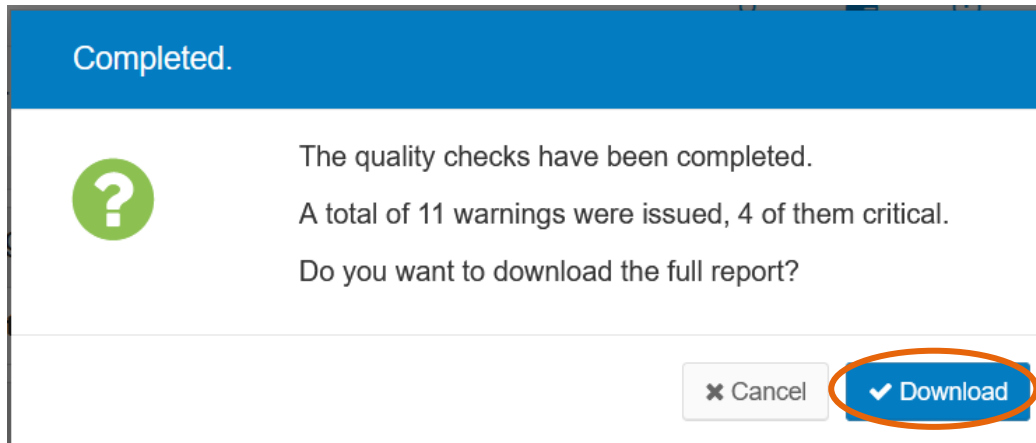 Completed.
The quality checks have been completed.
A total of 11 warnings were issued, 4 of them critical.
Do you want to download the full report?
Cancel
Download